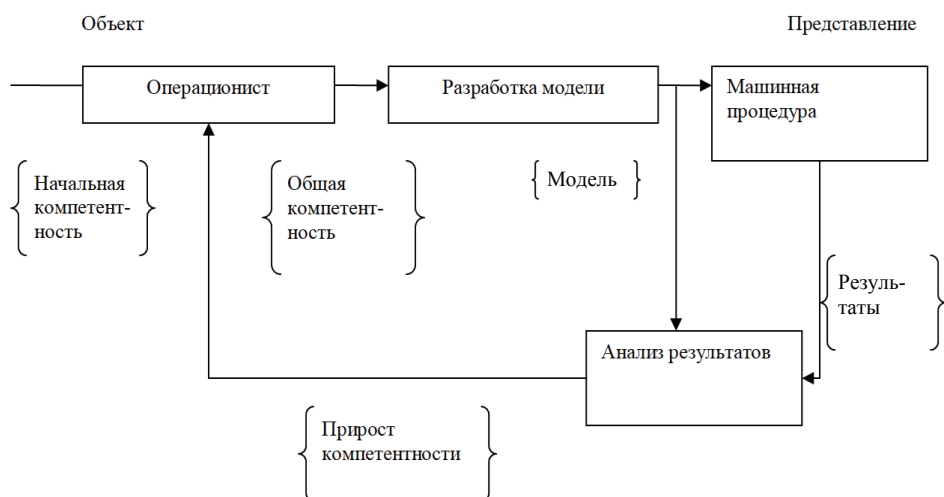 Объект
Представление
Операционист
Разработка модели
Машинная
процедура
Начальная
компетент-
ность
Общая
компетент-
ность
Модель
Резуль-
таты
Анализ результатов
Прирост
компетентности